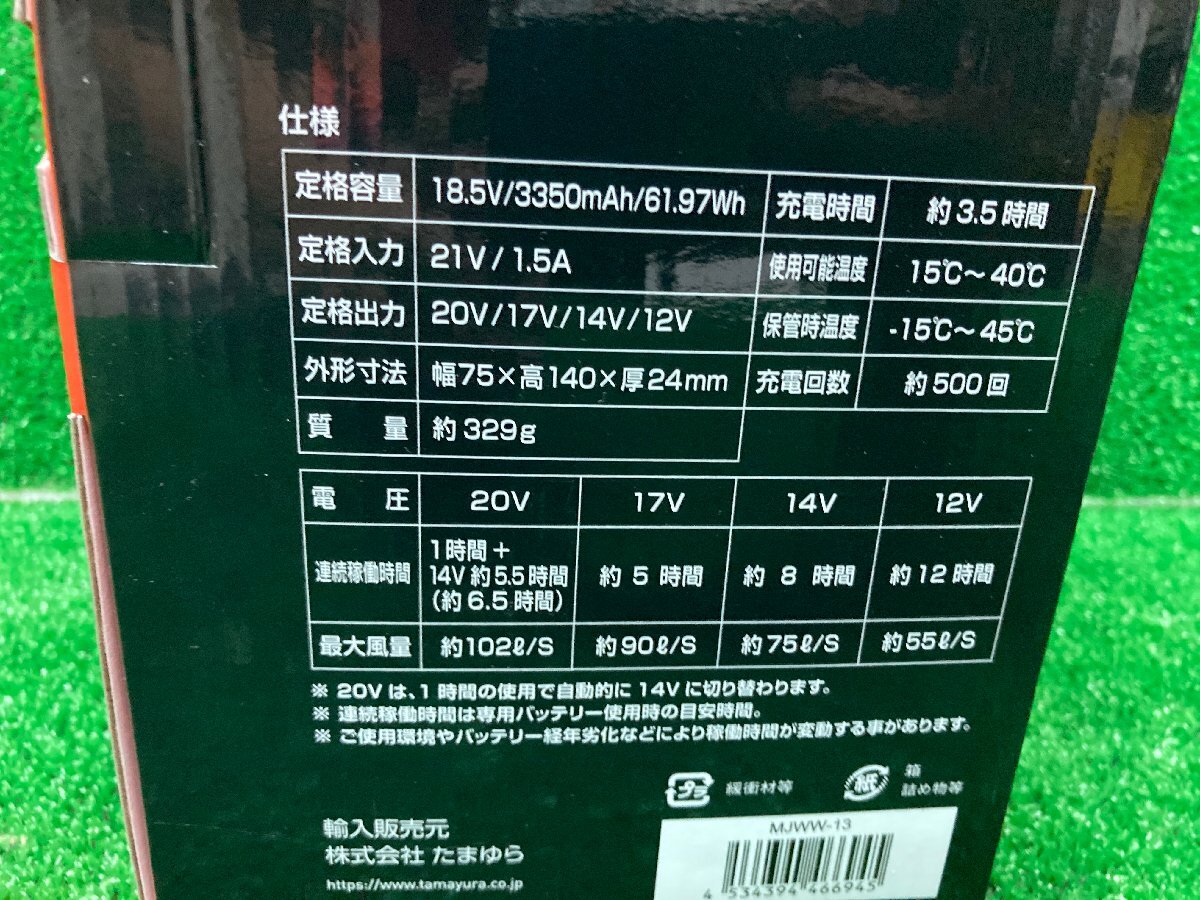 仕様
定格容量 18.5V/3350mAh/61.97Wh 充電時間 約3.5時間
定格入力 21V/1.5A 使用可能温度 15℃〜40℃
定格出力 20V/17V/14V/12V 保管時温度 -15℃〜45℃
外形寸法 幅75×高140×厚24mm 充電回数 約500回
質 量 約329g
電 圧 20V 17V 14V 12V
連続稼働時間 1時間+ 14V約5.5時間 (約6.5時間) 約5時間 約8時間 約12時間
最大風量 約102ℓ/S 約90ℓ/S 約75ℓ/S 約55ℓ/S
※ 20Vは、1時間の使用で自動的に14Vに切り替わります。
※ 連続稼働時間は専用バッテリー使用時の目安時間。
※ ご使用環境やバッテリー経年劣化などにより稼働時間が変動する事があります。
プラ 緩衝材等 紙 箱 詰め物等
輸入販売元
株式会社 たまゆら
https://www.tamayura.co.jp
MJWW-13
4 534394 466945